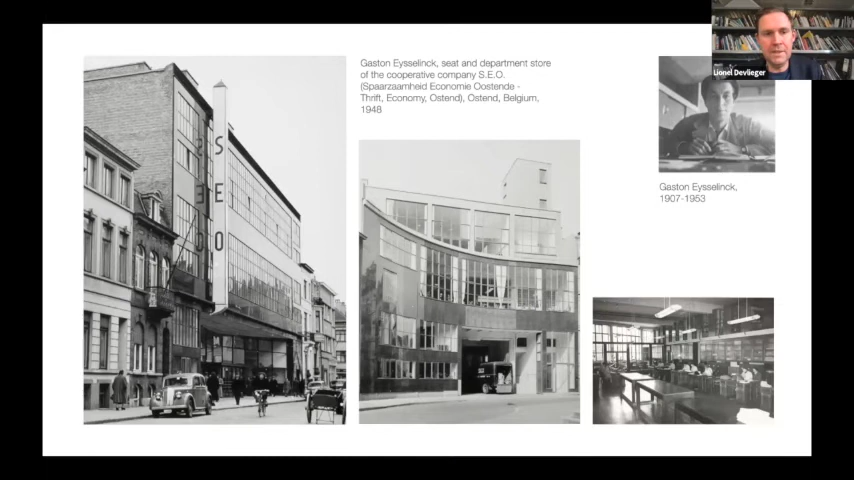 Gaston Eysselinck, seat and department store
of the cooperative company S.E.O.
(Spaarzaamheid Economie Oostende -
Thrift, Economy, Ostend), Ostend, Belgium,
1948
Lionel Devlieger
Gaston Eysselinck,
1907-1953
S
E
O